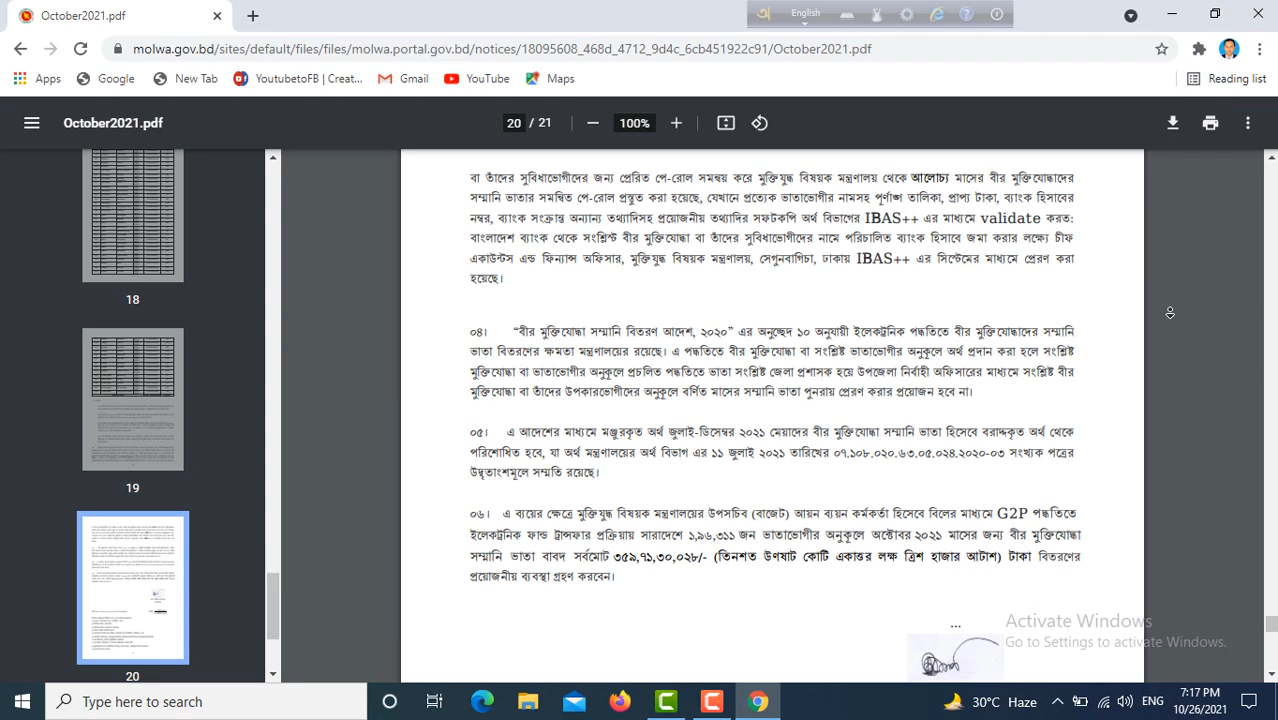 October2021.pdf
English
molwa.gov.bd/sites/default/files/files/molwa.portal.gov.bd/notices/18095608_468d_4712_9d4c_6cb451922c91/October2021.pdf
Apps Google New Tab YoutubetoFB | Creat... Gmail YouTube Maps Reading list
October2021.pdf 20 / 21 100%
18
19
20
বা তাঁদের সুবিধাভোগীদের জন্য প্রেরিত পে-রোল সমন্বয় করে মুক্তিযুদ্ধ বিষয়ক মন্ত্রণালয় থেকে আলোচ্য মাসের বীর মুক্তিযোদ্ধাদের
সম্মানি ভাতার সমন্বিত পে-রোল প্রস্তুত করা হয়েছে, যেখানে প্রত্যেক ভাতাভোগীর নামসহ পূর্ণাঙ্গ তালিকা, প্রাপ্য টাকা, ব্যাংক হিসাবের
নম্বর, ব্যাংক সংক্রান্ত অন্যান্য তথ্যাদিসহ প্রয়োজনীয় তথ্যাদির সফটকপি অর্থ বিভাগের IBAS++ এর মাধ্যমে validate করত:
বাংলাদেশ ব্যাংক থেকে সংশ্লিস্ট বীর মুক্তিযোদ্ধা বা তাঁদের সুবিধাভোগীদের নামে পরিচালিত ব্যাংক হিসাবে জমা করার লক্ষ্যে চীফ
একাউন্টস এন্ড ফিন্যান্স অফিসার, মুক্তিযুদ্ধ বিষয়ক মন্ত্রণালয়, সেগুনবাগিচা, ঢাকায় IBAS++ এর সিস্টেমের মাধ্যমে প্রেরণ করা
হয়েছে।
০৪। “বীর মুক্তিযোদ্ধা সম্মানি বিতরণ আদেশ, ২০২০” এর অনুচ্ছেদ ১০ অনুযায়ী ইলেকট্রনিক পদ্ধতিতে বীর মুক্তিযোদ্ধাদের সম্মানি
ভাতা বিতরণের ক্ষমতা মন্ত্রণালয়ের রয়েছে। এ পদ্ধতিতে বীর মুক্তিযোদ্ধা বা সংশ্লিষ্ট ভাতাভোগীর অনুকূলে অর্থ প্রদান করা হলে সংশ্লিষ্ট
মুক্তিযোদ্ধা বা ভাতাভোগীর অনুকূলে প্রচলিত পদ্ধতিতে ভাতা সংশ্লিষ্ট জেলা প্রশাসক হয়ে উপজেলা নির্বাহী অফিসারের মাধ্যমে সংশ্লিষ্ট বীর
মুক্তিযোদ্ধা বা তাঁদের উপকারভোগীদের অনুকূলে বর্ণিত মাসের সম্মানি ভাতা পুনরায় প্রেরণ করার প্রয়োজন হবে না।
০৫। এ আদেশের মাধ্যমে মঞ্জুরকৃত অর্থ জুলাই-ডিসেম্বর ২০২১ মেয়াদে বীর মুক্তিযোদ্ধা সম্মানি ভাতা হিসেবে বরাদ্দকৃত অর্থ থেকে
পরিশোধিত হবে, যা অর্থ মন্ত্রণালয়ের অর্থ বিভাগ এর ১১ জুলাই ২০২১ তারিখের ০৭.১০৮.০২০.৬৩.০৫.০২৪.২০২০-০৩ সংখ্যক পত্রের
উদ্বৃতাংশমূলে সম্মতি রয়েছে।
০৬। এ ব্যয়ের ক্ষেত্রে মুক্তিযুদ্ধ বিষয়ক মন্ত্রণালয়ের উপসচিব (বাজেট) আয়ন ব্যয়ন কর্মকর্তা হিসেবে বিলের মাধ্যমে G2P পদ্ধতিতে
ইলেকট্রনিক প্রক্রিয়ায় সারাদেশে ১,৯৬,০২১ জন ভাতাভোগীর অনুকূলে অক্টোবর ২০২১ মাসের জন্য বীর মুক্তিযোদ্ধা
সম্মানি ভাতা বাবদ সর্বমোট ৩৫৯,৭১,৩০,০২৮/- (তিনশত উণষাট কোটি একাত্তর লক্ষ ত্রিশ হাজার আটাশ) টাকা বিতরণের
প্রয়োজনীয় ব্যবস্থা গ্রহণ করবেন।
...
Activate Windows
Go to Settings to activate Windows.
Type here to search 30°C Haze ENG 7:17 PM
10/26/2021